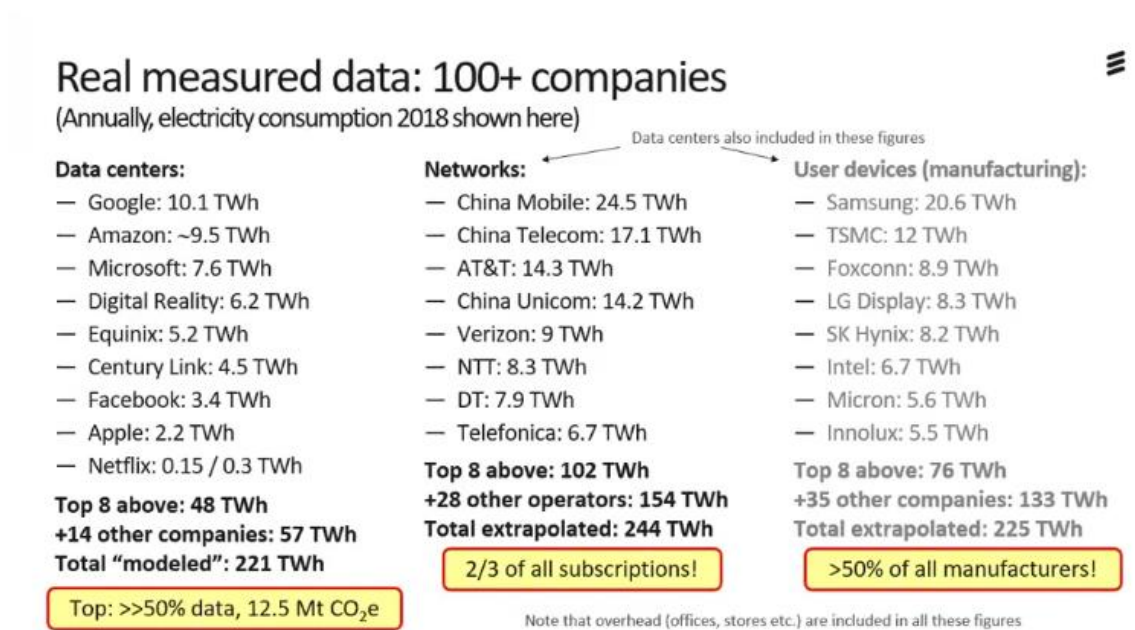 Real measured data: 100+ companies
(Annually, electricity consumption 2018 shown here)
Data centers also included in these figures
Data centers:
— Google: 10.1 TWh
— Amazon: ~9.5 TWh
— Microsoft: 7.6 TWh
— Digital Reality: 6.2 TWh
— Equinix: 5.2 TWh
— Century Link: 4.5 TWh
— Facebook: 3.4 TWh
— Apple: 2.2 TWh
— Netflix: 0.15 / 0.3 TWh
Top 8 above: 48 TWh
+14 other companies: 57 TWh
Total “modeled”: 221 TWh
Top: >>50% data, 12.5 Mt CO₂e
Networks:
— China Mobile: 24.5 TWh
— China Telecom: 17.1 TWh
— AT&T: 14.3 TWh
— China Unicom: 14.2 TWh
— Verizon: 9 TWh
— NTT: 8.3 TWh
— DT: 7.9 TWh
— Telefonica: 6.7 TWh
Top 8 above: 102 TWh
+28 other operators: 154 TWh
Total extrapolated: 244 TWh
2/3 of all subscriptions!
User devices (manufacturing):
— Samsung: 20.6 TWh
— TSMC: 12 TWh
— Foxconn: 8.9 TWh
— LG Display: 8.3 TWh
— SK Hynix: 8.2 TWh
— Intel: 6.7 TWh
— Micron: 5.6 TWh
— Innolux: 5.5 TWh
Top 8 above: 76 TWh
+35 other companies: 133 TWh
Total extrapolated: 225 TWh
>50% of all manufacturers!
Note that overhead (offices, stores etc.) are included in all these figures